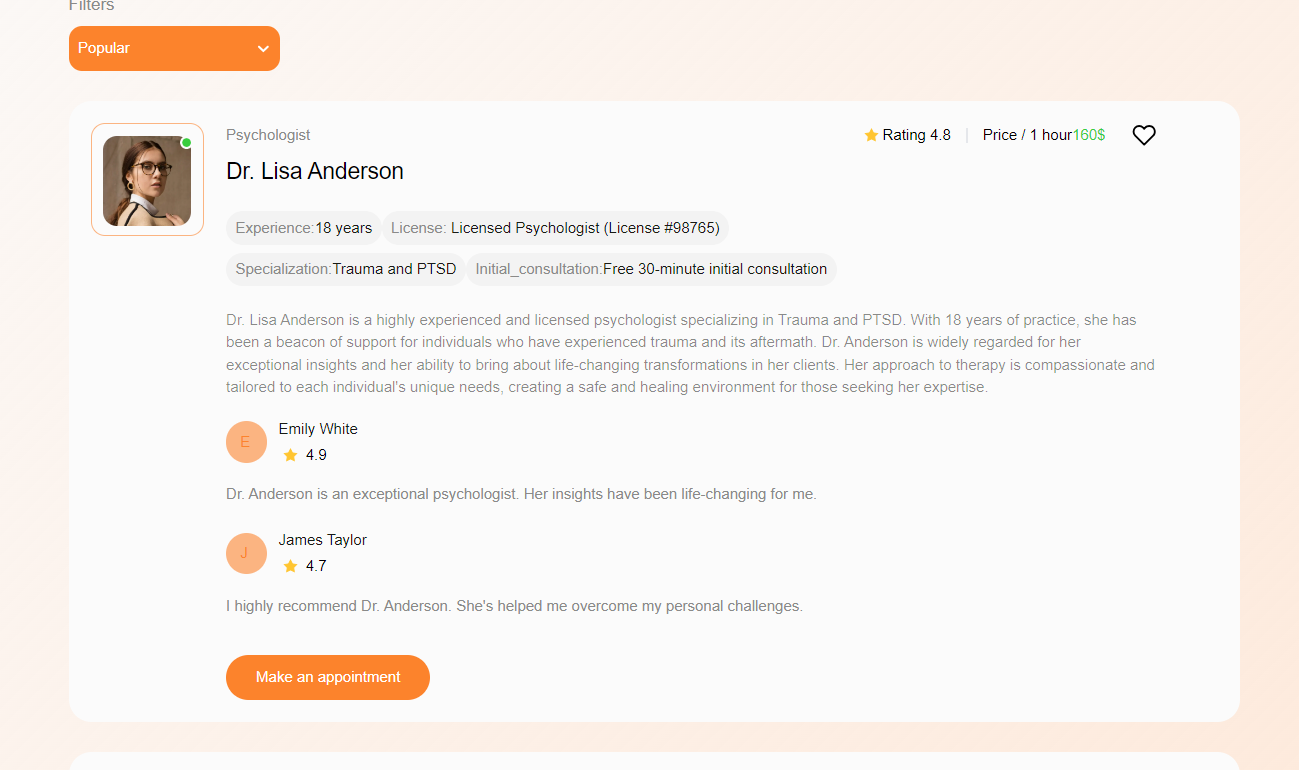 Filters
Popular
Psychologist
Rating 4.8
Price / 1 hour160$
Dr. Lisa Anderson
Experience:18 years
License: Licensed Psychologist (License #98765)
Specialization:Trauma and PTSD
Initial_consultation:Free 30-minute initial consultation
Dr. Lisa Anderson is a highly experienced and licensed psychologist specializing in Trauma and PTSD. With 18 years of practice, she has
been a beacon of support for individuals who have experienced trauma and its aftermath. Dr. Anderson is widely regarded for her
exceptional insights and her ability to bring about life-changing transformations in her clients. Her approach to therapy is compassionate and
tailored to each individual's unique needs, creating a safe and healing environment for those seeking her expertise.
E
Emily White
4.9
Dr. Anderson is an exceptional psychologist. Her insights have been life-changing for me.
J
James Taylor
4.7
I highly recommend Dr. Anderson. She's helped me overcome my personal challenges.
Make an appointment